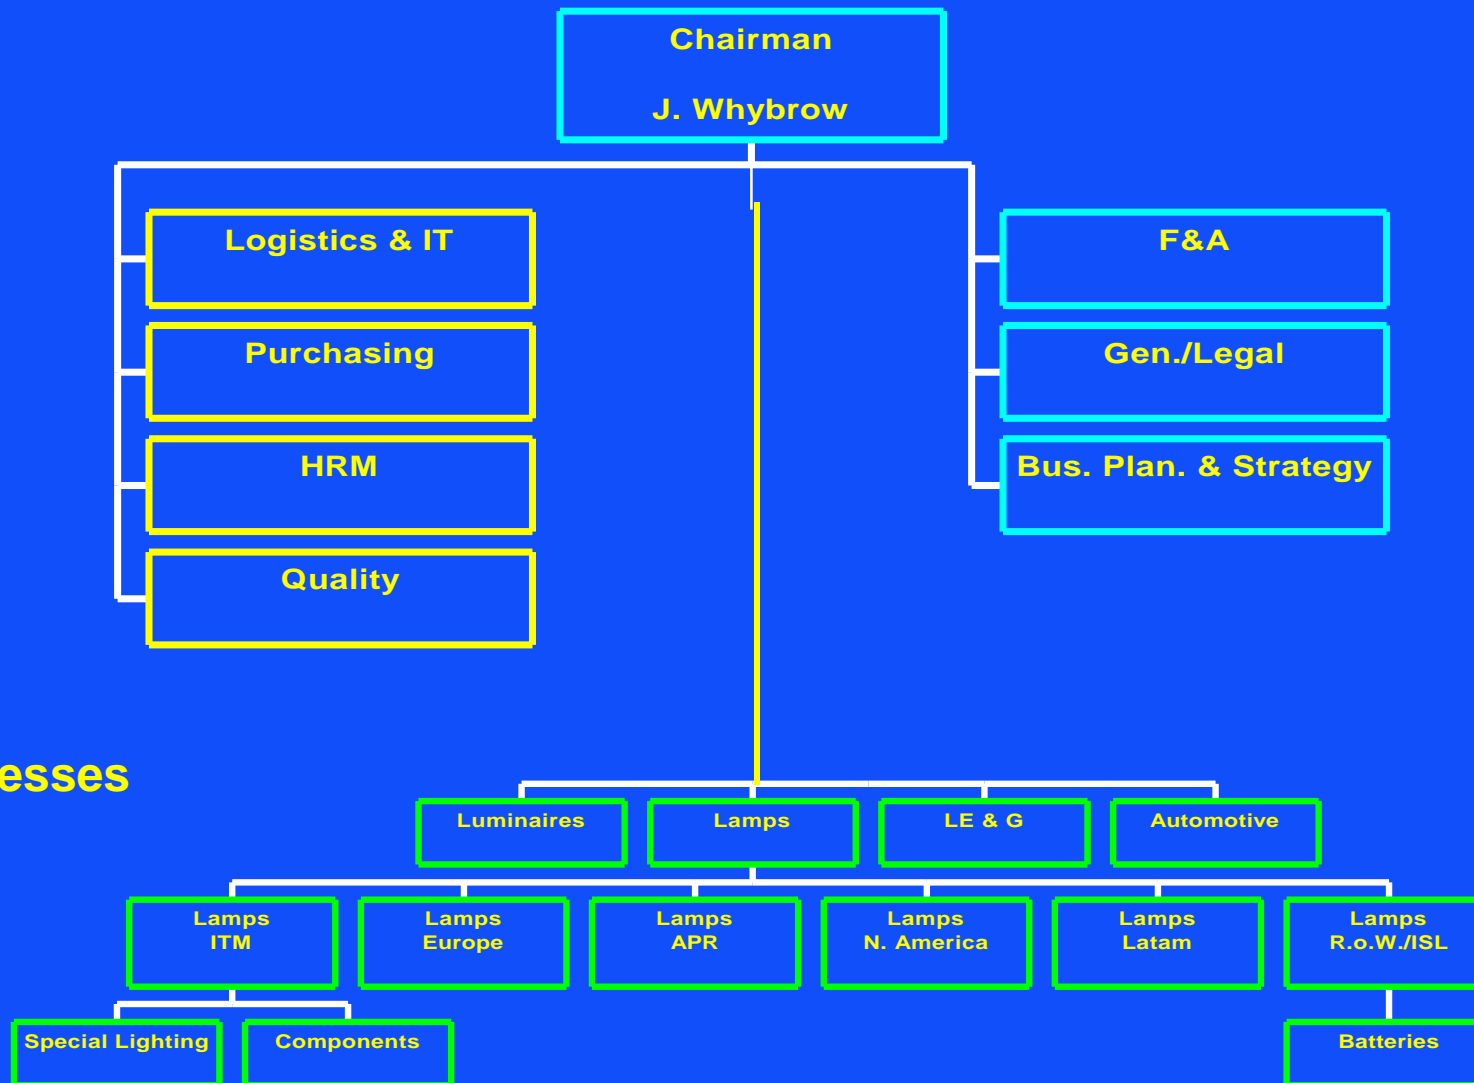 Chairman
J. Whybrow
Logistics & IT
F&A
Purchasing
Gen./Legal
HRM
Bus. Plan. & Strategy
Quality
esses
Luminaires
Lamps
LE & G
Automotive
Lamps
ITM
Lamps
Europe
Lamps
APR
Lamps
N. America
Lamps
Latam
Lamps
R.o.W./ISL
Special Lighting
Components
Batteries